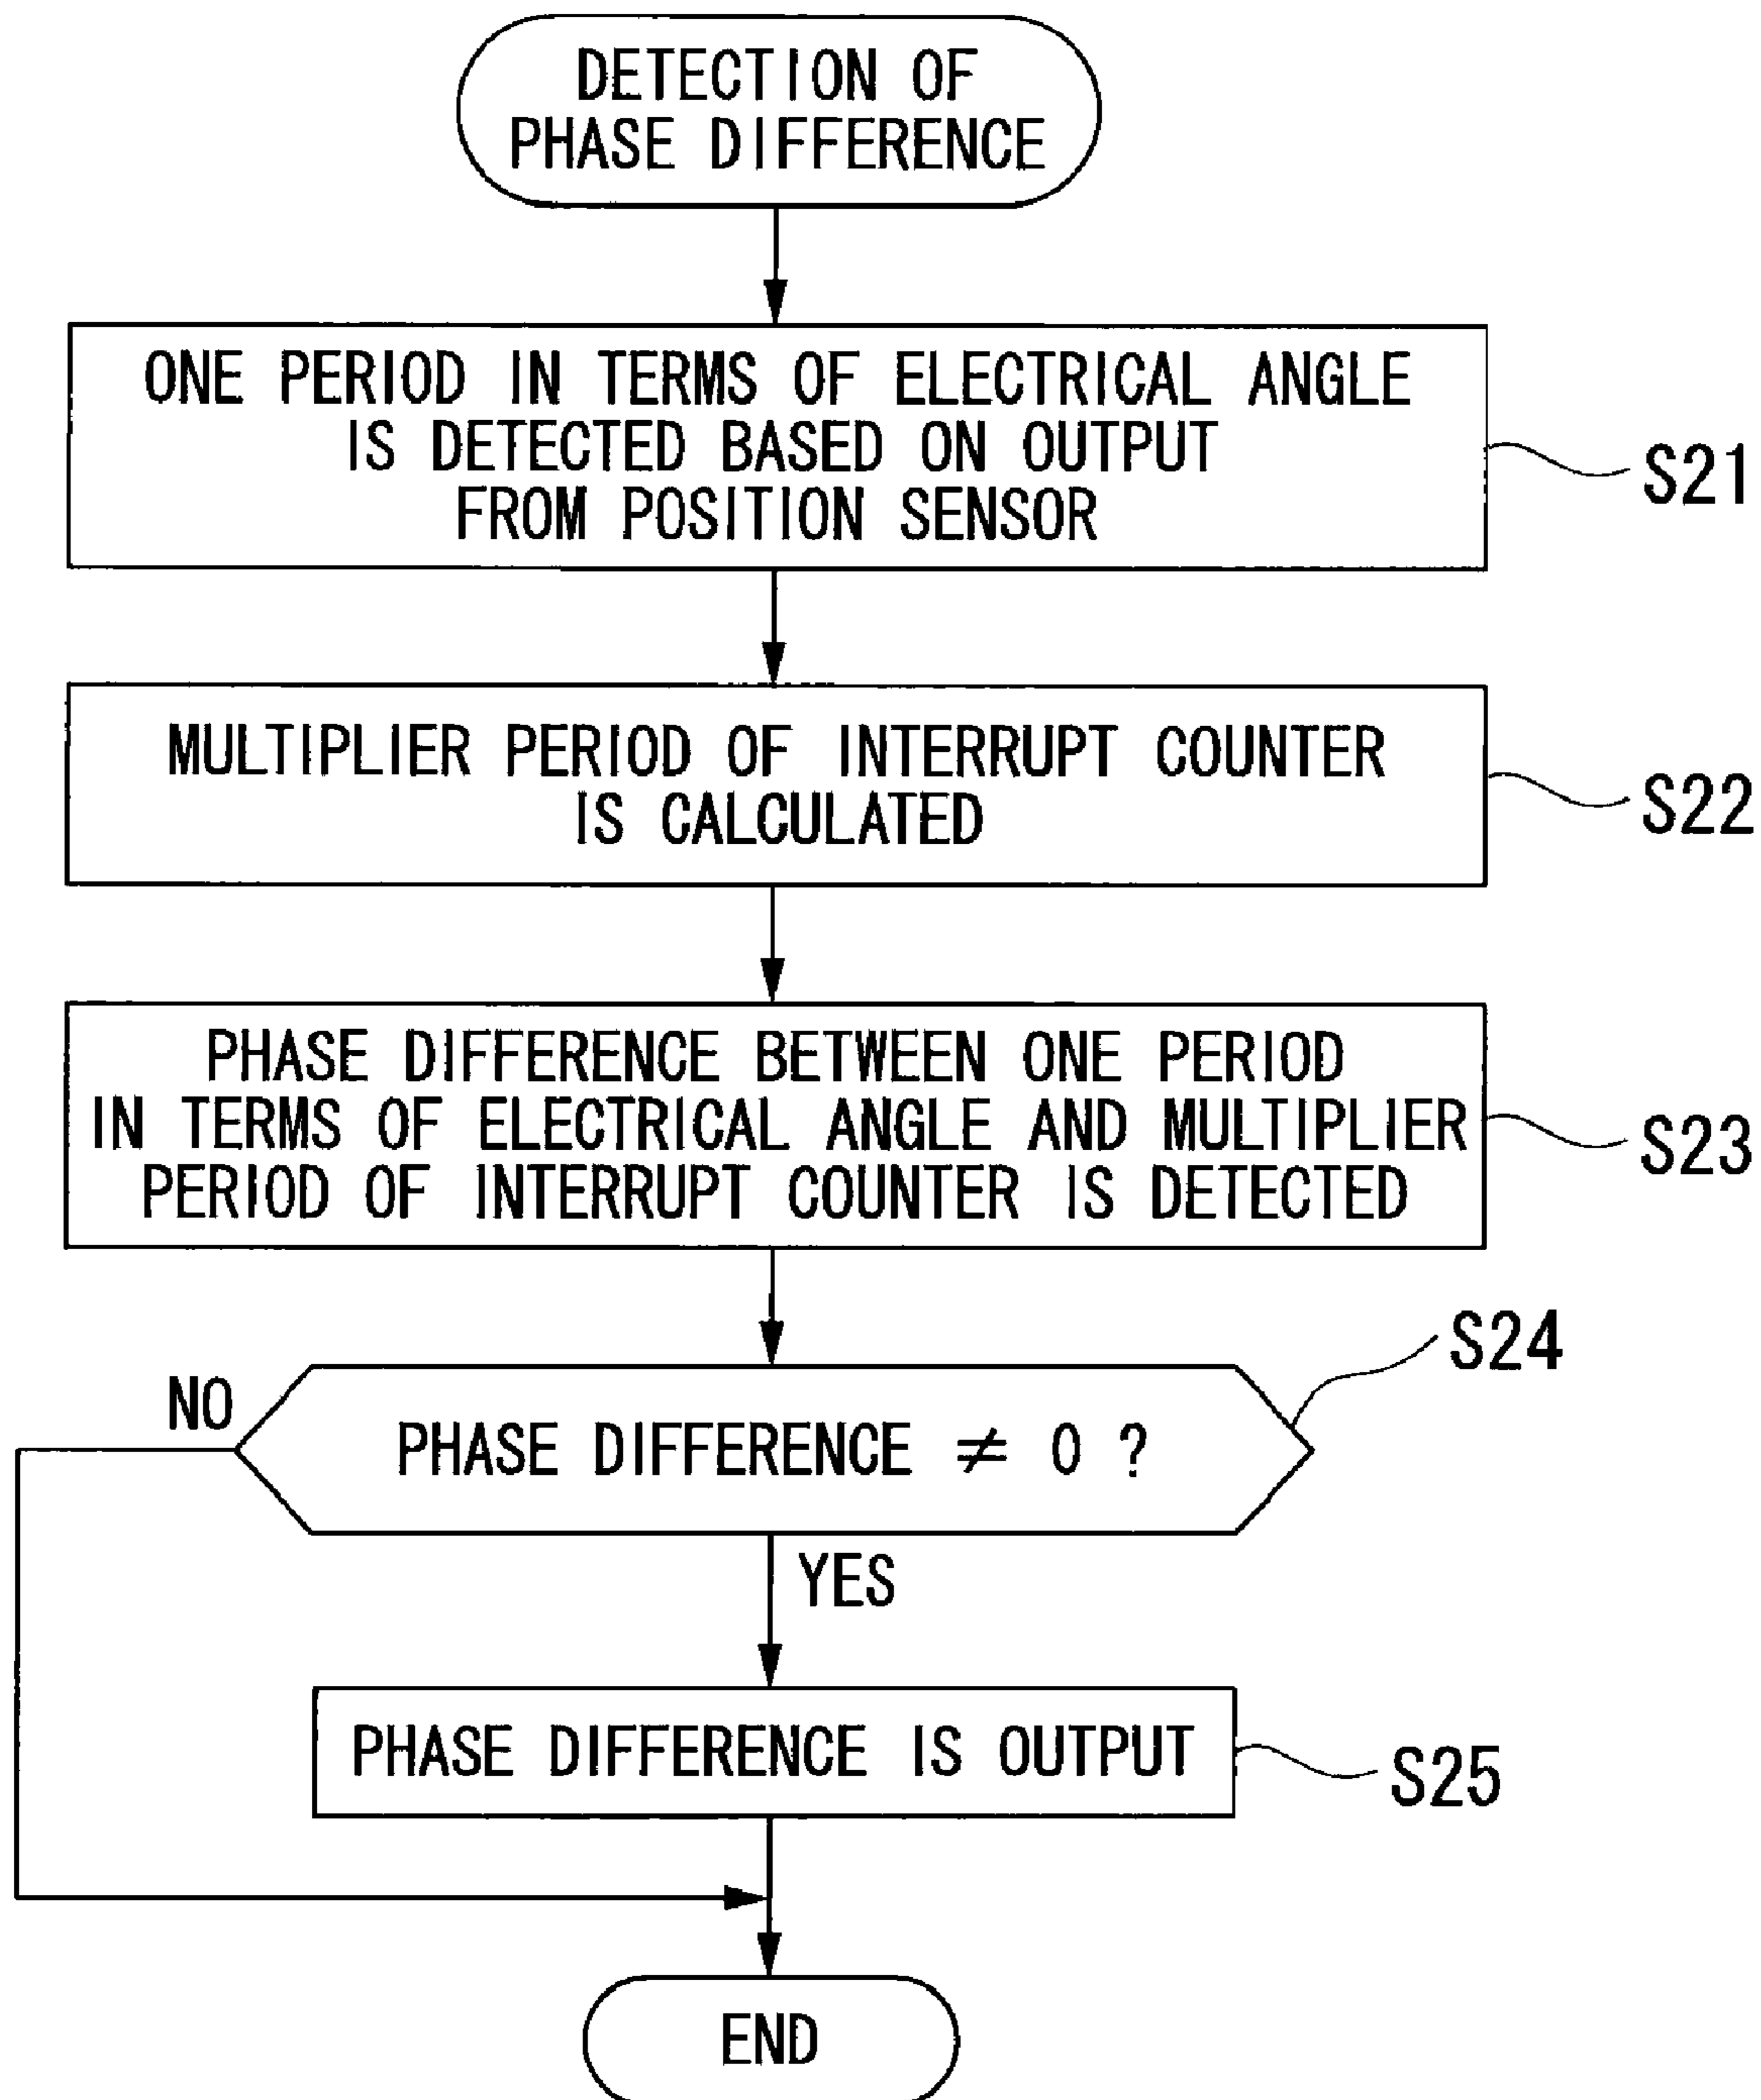 DETECTION OF
PHASE DIFFERENCE
ONE PERIOD IN TERMS OF ELECTRICAL ANGLE
IS DETECTED BASED ON OUTPUT
FROM POSITION SENSOR
S21
MULTIPLIER PERIOD OF INTERRUPT COUNTER
IS CALCULATED
S22
PHASE DIFFERENCE BETWEEN ONE PERIOD
IN TERMS OF ELECTRICAL ANGLE AND MULTIPLIER
PERIOD OF INTERRUPT COUNTER IS DETECTED
S23
S24
NO
PHASE DIFFERENCE ≠ 0 ?
YES
PHASE DIFFERENCE IS OUTPUT
S25
END